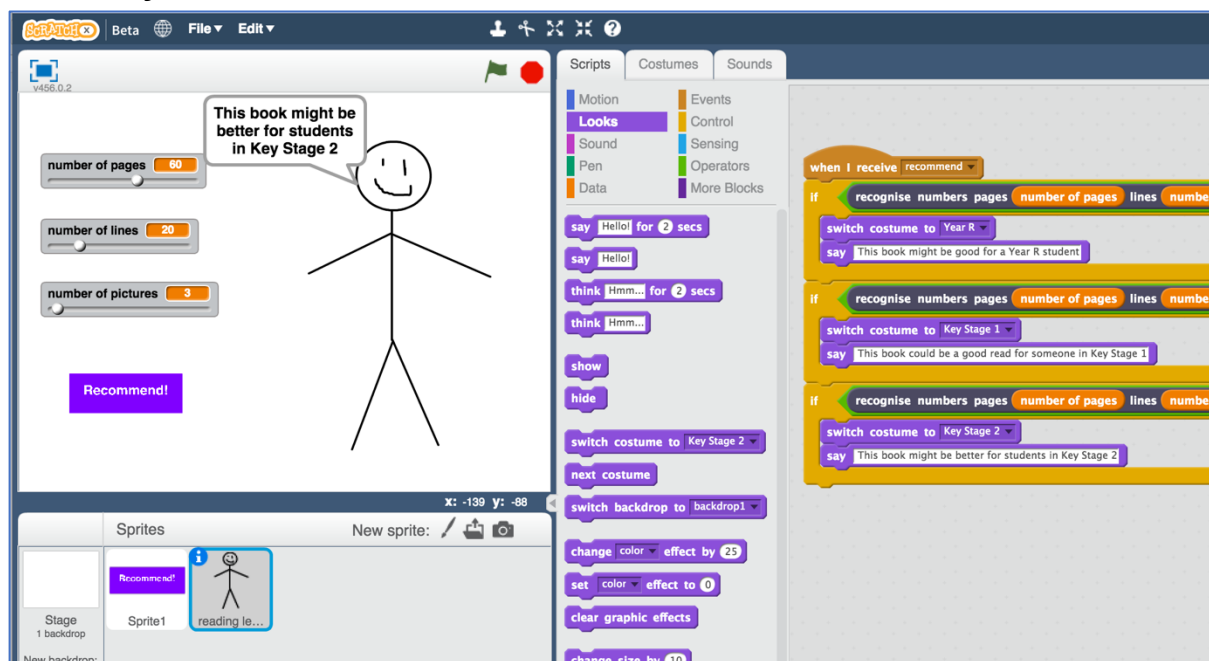 SCRATCHX
Beta
File
Edit
v456.0.2
This book might be
better for students
in Key Stage 2
number of pages 60
number of lines 20
number of pictures 3
Recommend!
x: -139 y: -88
Sprites
New sprite:
Stage
1 backdrop
New backdrop:
Recommend!
Sprite1
reading le...
Scripts
Costumes
Sounds
Motion
Looks
Sound
Pen
Data
Events
Control
Sensing
Operators
More Blocks
say Hello! for 2 secs
say Hello!
think Hmm... for 2 secs
think Hmm...
show
hide
switch costume to Key Stage 2
next costume
switch backdrop to backdrop1
change color effect by 25
set color effect to 0
clear graphic effects
change size by 10
when I receive recommend
if recognise numbers pages number of pages lines
switch costume to Year R
say This book might be good for a Year R student
if recognise numbers pages number of pages lines
switch costume to Key Stage 1
say This book could be a good read for someone in Key Stage 1
if recognise numbers pages number of pages lines
switch costume to Key Stage 2
say This book might be better for students in Key Stage 2